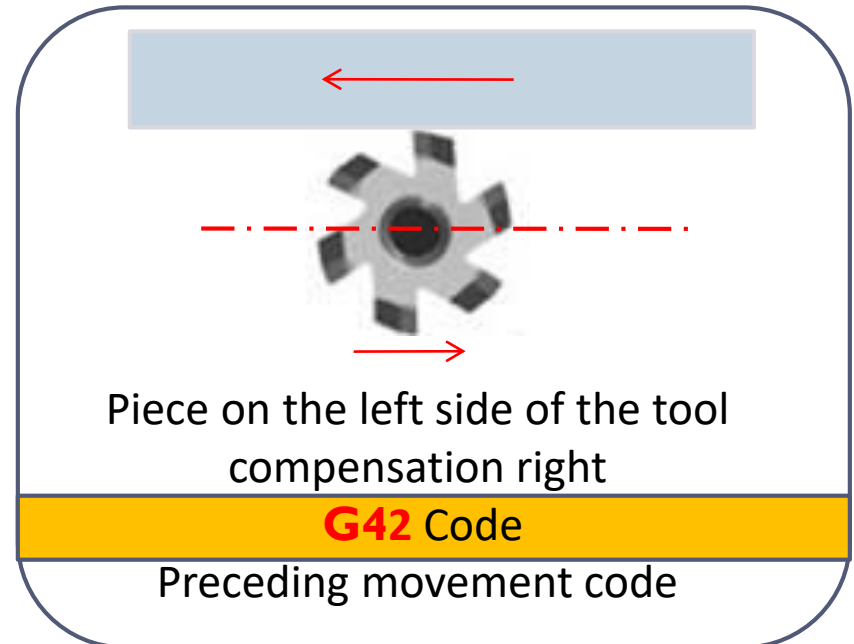 Piece on the left side of the tool
compensation right
G42 Code
Preceding movement code